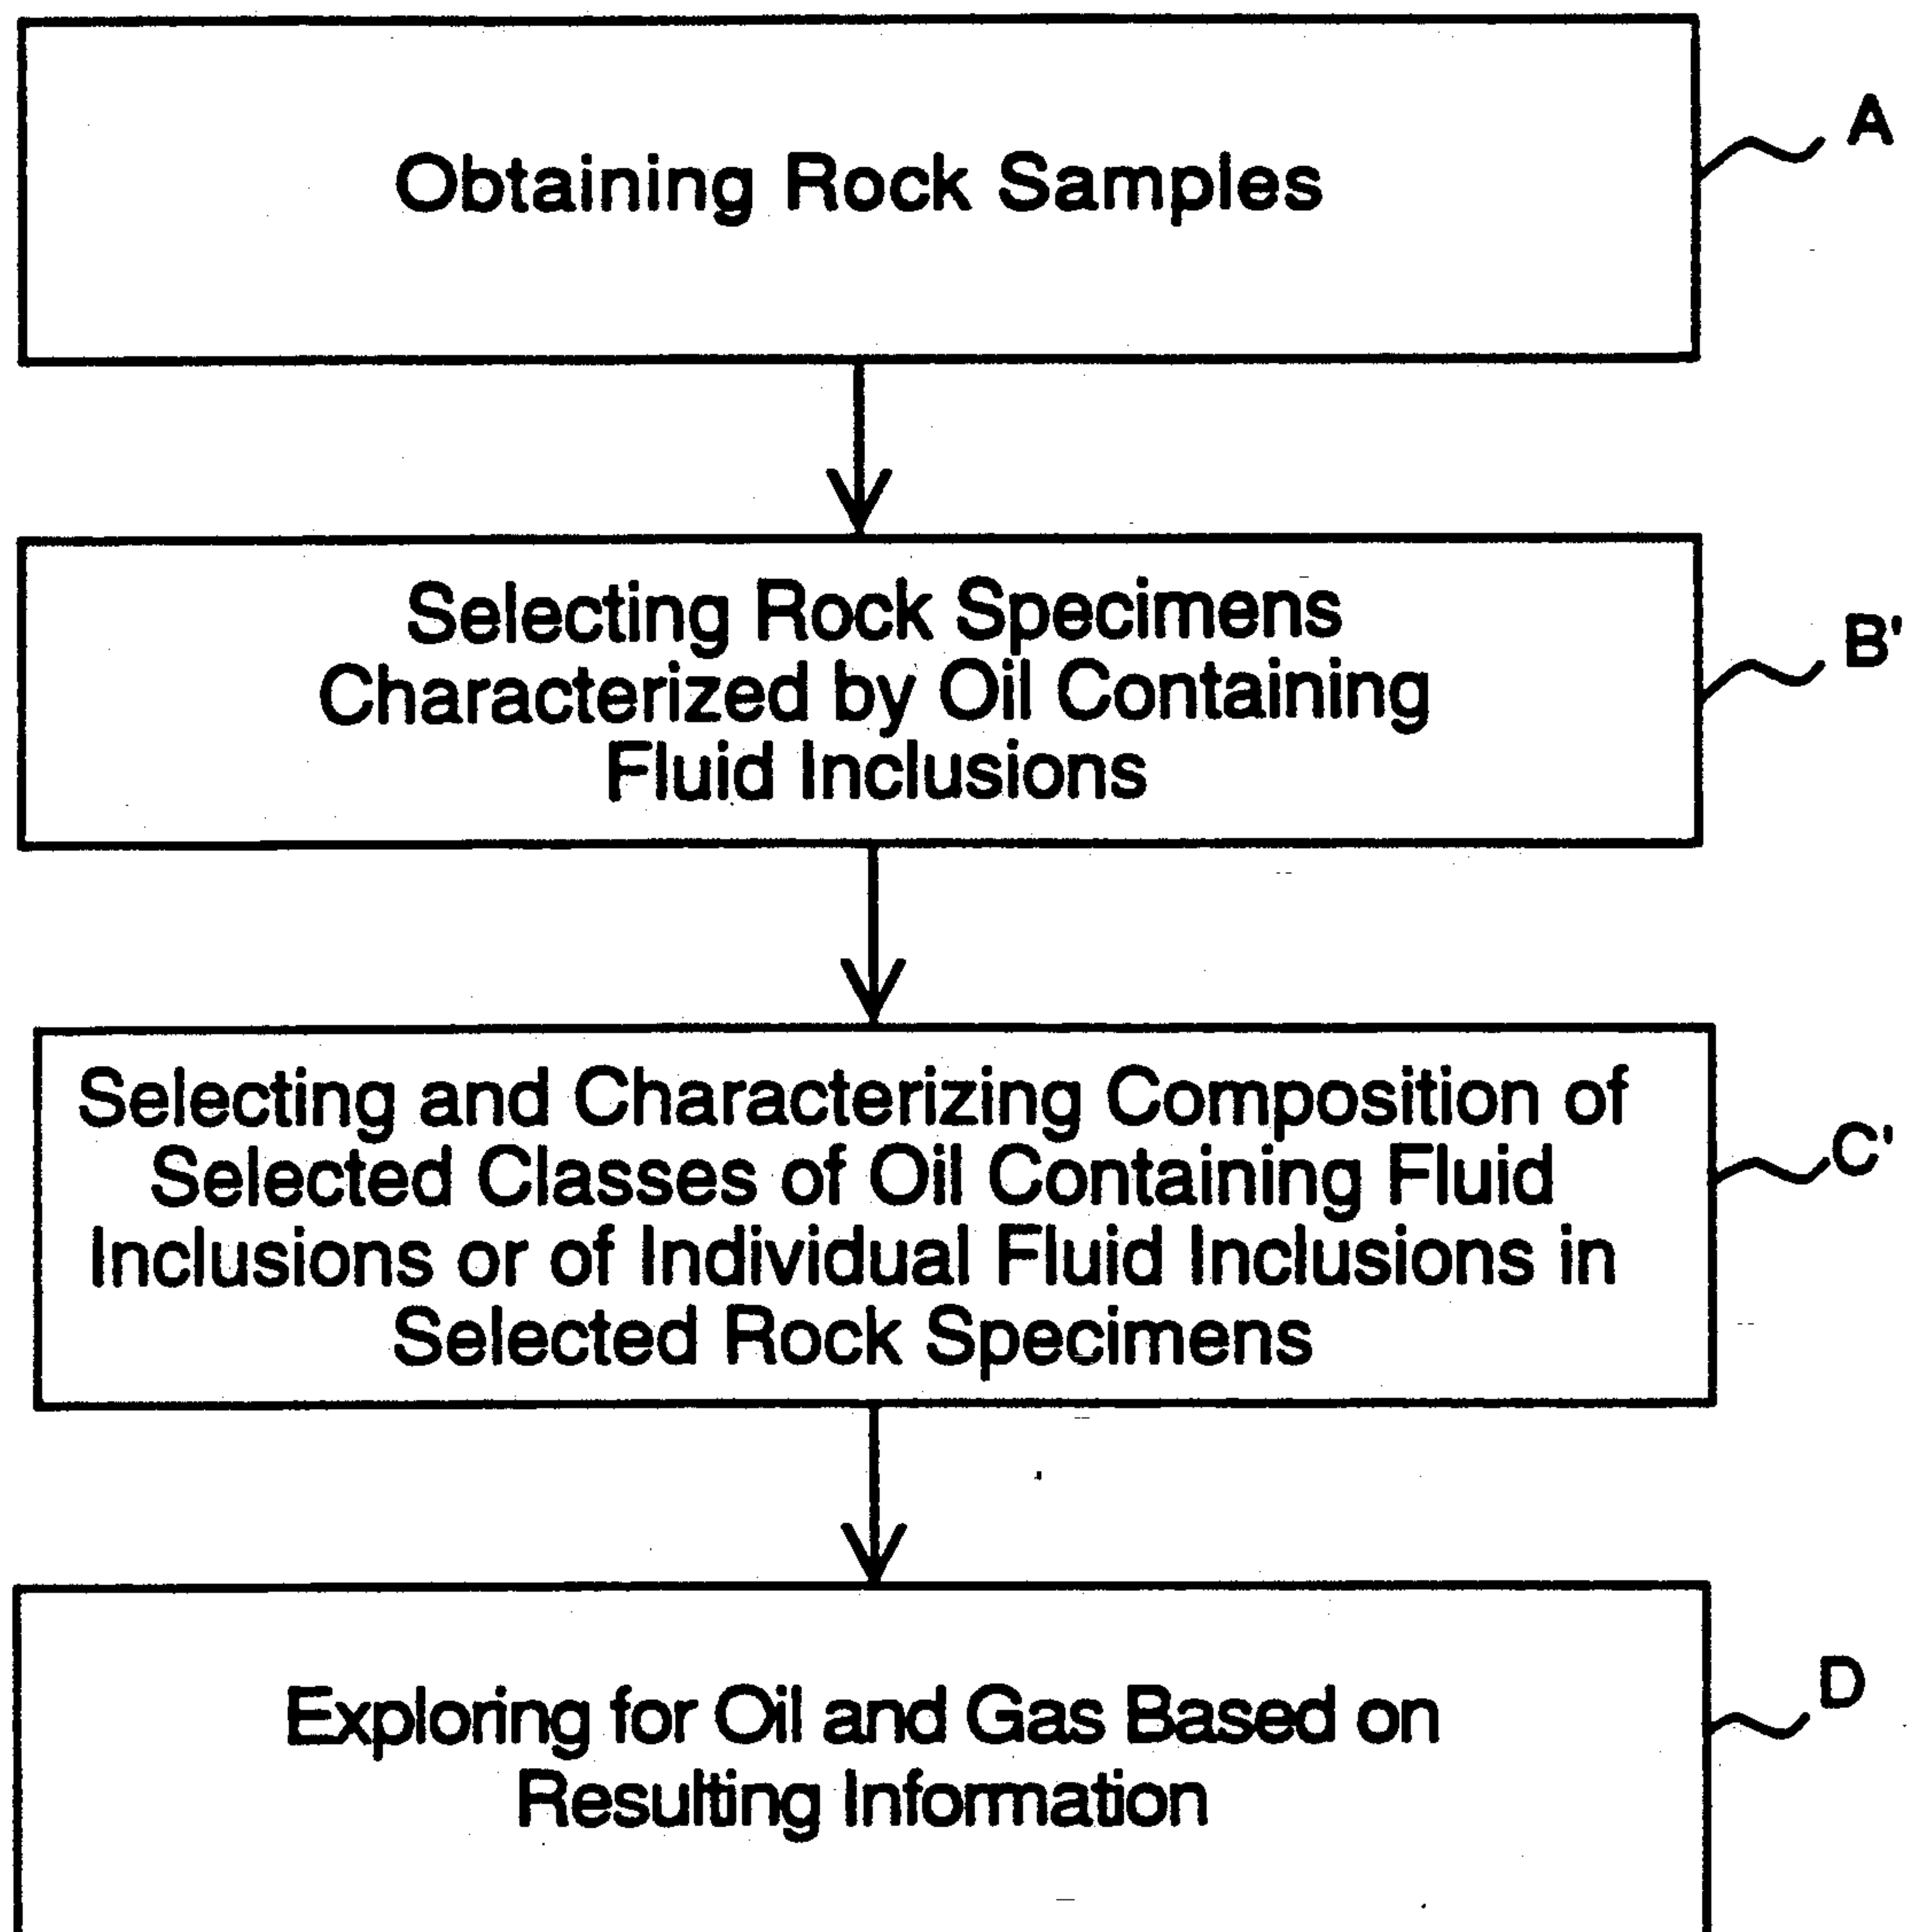 Obtaining Rock Samples
A
Selecting Rock Specimens
Characterized by Oil Containing
Fluid Inclusions
B'
Selecting and Characterizing Composition of
Selected Classes of Oil Containing Fluid
Inclusions or of Individual Fluid Inclusions in
Selected Rock Specimens
C'
Exploring for Oil and Gas Based on
Resulting Information
D